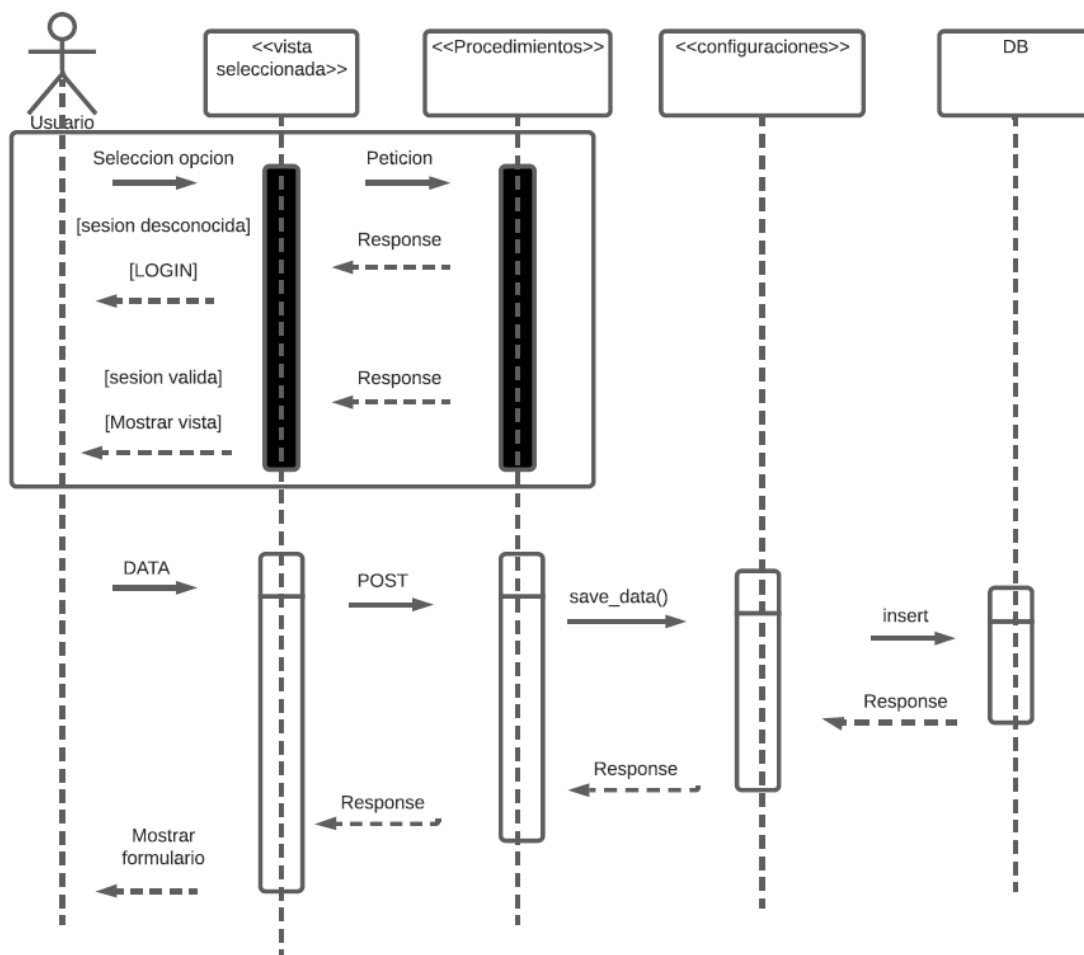 <<vista
seleccionada>>
<<Procedimientos>>
<<configuraciones>>
DB
Usuario
Seleccion opcion
Peticion
[sesion desconocida]
Response
[LOGIN]
[sesion valida]
Response
[Mostrar vista]
DATA
POST
save_data()
insert
Response
Response
Response
Mostrar
formulario